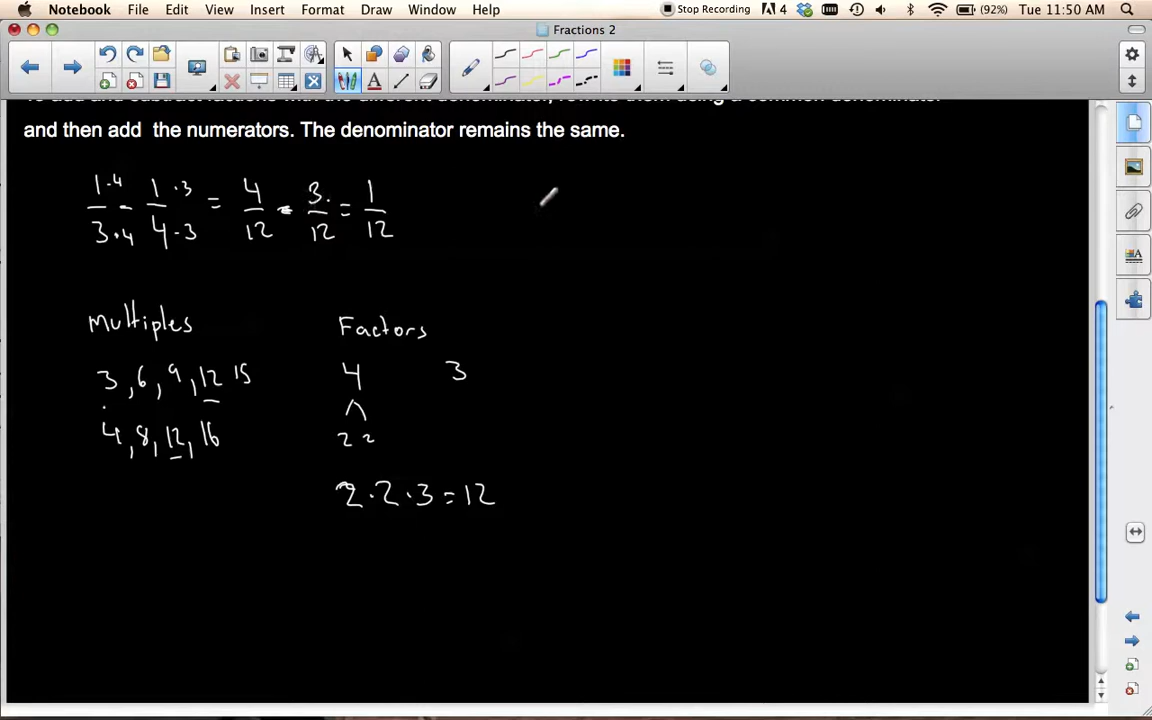 Notebook File Edit View Insert Format Draw Window Help Stop Recording 4 (92%) Tue 11:50 AM
Fractions 2
and then add the numerators. The denominator remains the same.
1·4/3·4 - 1·3/4·3 = 4/12 - 3/12 = 1/12
Multiples Factors
3, 6, 9, 12 15 4 3
4, 8, 12, 16 2 2
2·2·3=12